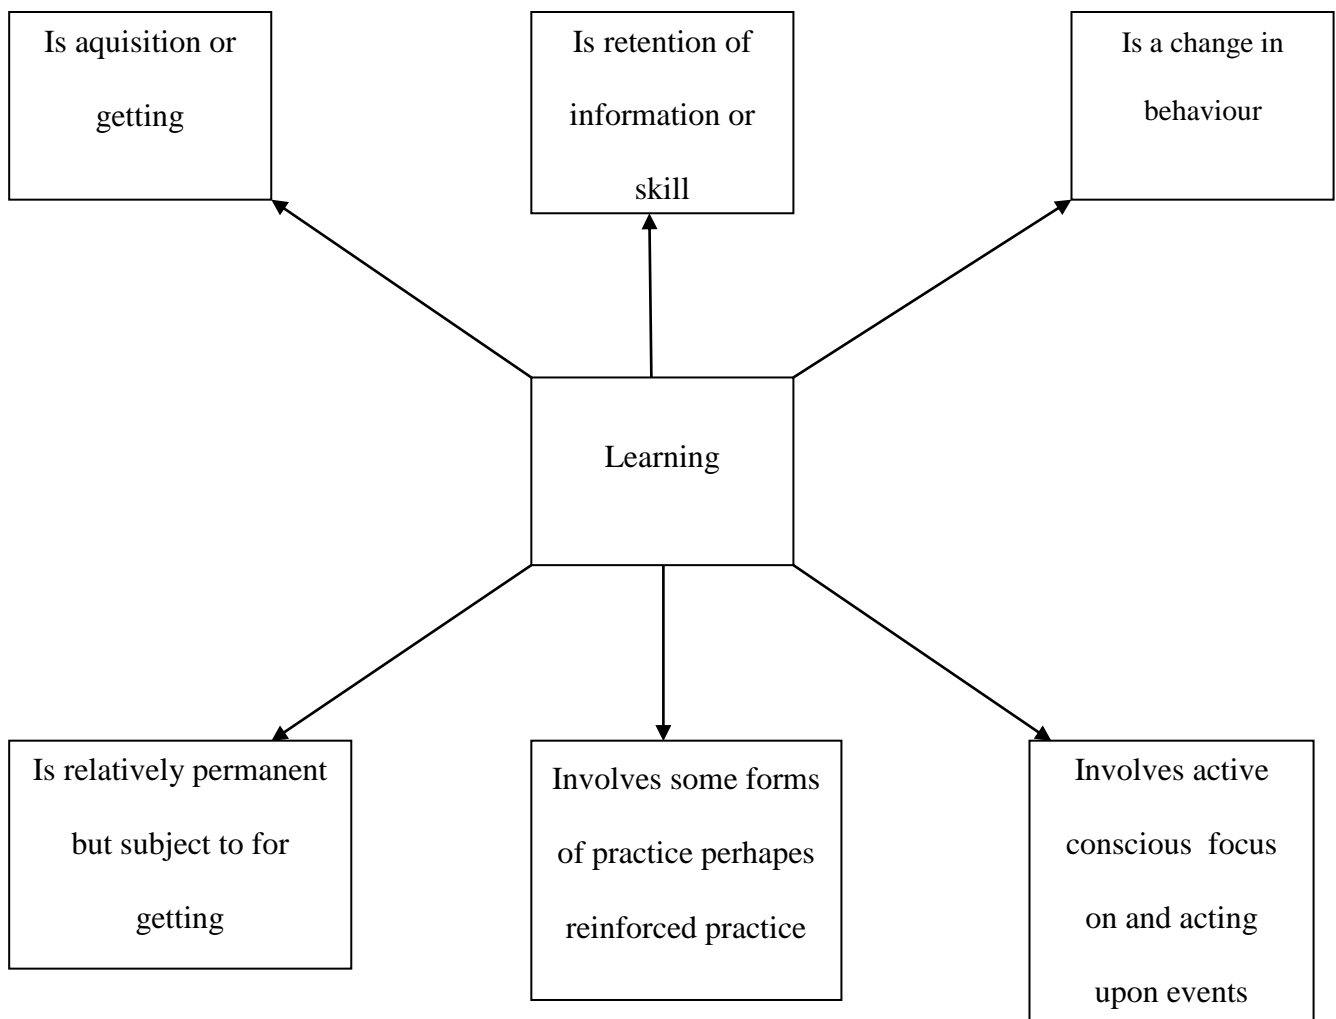 Is aquisition or
getting
Is retention of
information or
skill
Is a change in
behaviour
Learning
Is relatively permanent
but subject to for
getting
Involves some forms
of practice perhapes
reinforced practice
Involves active
conscious  focus
on and acting
upon events